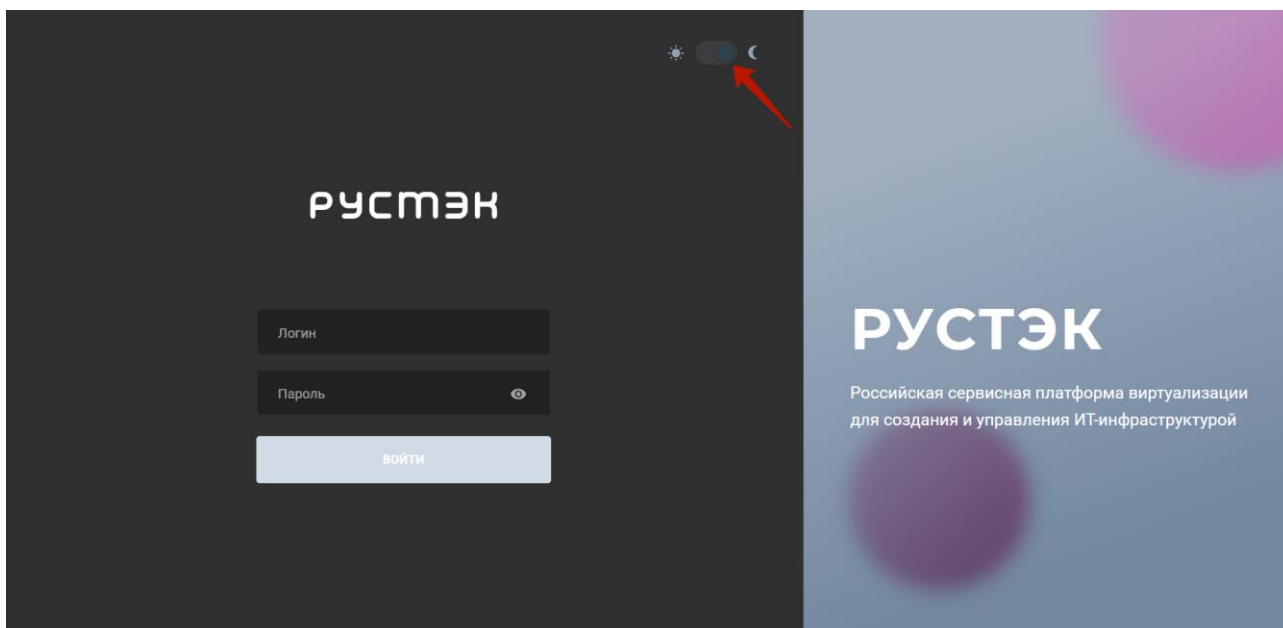 РУСТЭК
Логин
Пароль
ВОЙТИ
РУСТЭК
Российская сервисная платформа виртуализации
для создания и управления ИТ-инфраструктурой